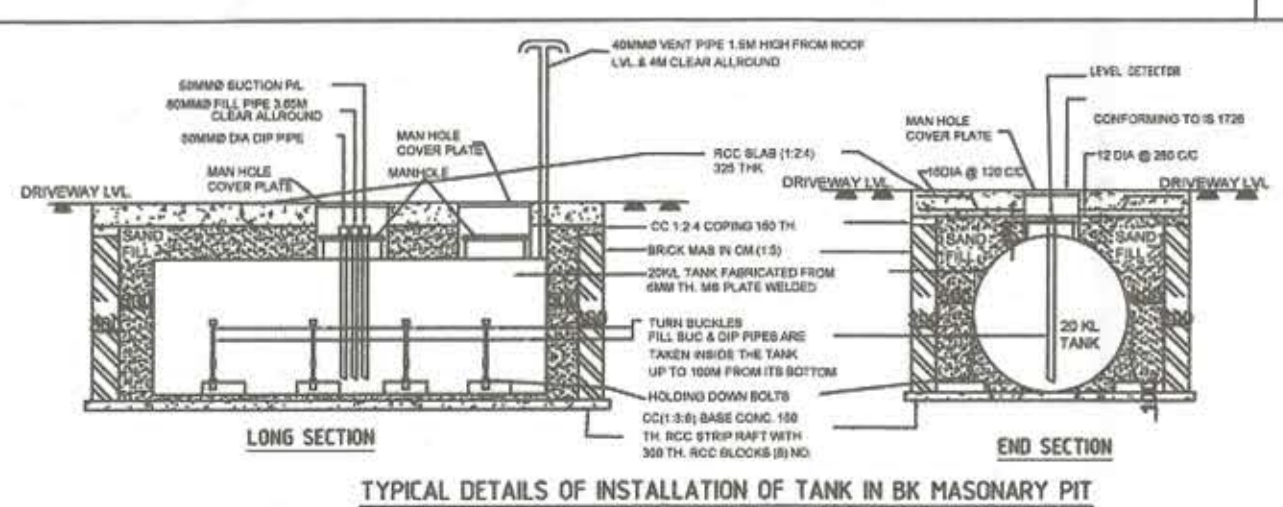 40MMØ VENT PIPE 1.5M HIGH FROM ROOF
LVL & 4M CLEAR ALLROUND
50MMØ SUCTION P/L
80MMØ FILL PIPE 3.65M
CLEAR ALLROUND
50MMØ DIA DIP PIPE
MAN HOLE
COVER PLATE
MAN HOLE
COVER PLATE
MANHOLE
DRIVEWAY LVL.
SAND
FILL
RCC SLAB (1:2:4)
325 THK
CC 1:2:4 COPING 150 TH.
BRICK MAS IN CM (1:5)
20KL TANK FABRICATED FROM
6MM TH. MS PLATE WELDED
TURN BUCKLES
FILL SUC & DIP PIPES ARE
TAKEN INSIDE THE TANK
UP TO 100M FROM ITS BOTTOM
HOLDING DOWN BOLTS
CC(1:3:6) BASE CONC. 150
TH. RCC STRIP RAFT WITH
300 TH. RCC BLOCKS (8) NO.
LONG SECTION
LEVEL DETECTOR
MAN HOLE
COVER PLATE
CONFORMING TO IS 1726
16DIA @ 120 C/C
12 DIA @ 250 C/C
DRIVEWAY LVL
DRIVEWAY LVL
SAND
FILL
SAND
FILL
20 KL
TANK
END SECTION
TYPICAL DETAILS OF INSTALLATION OF TANK IN BK MASONARY PIT